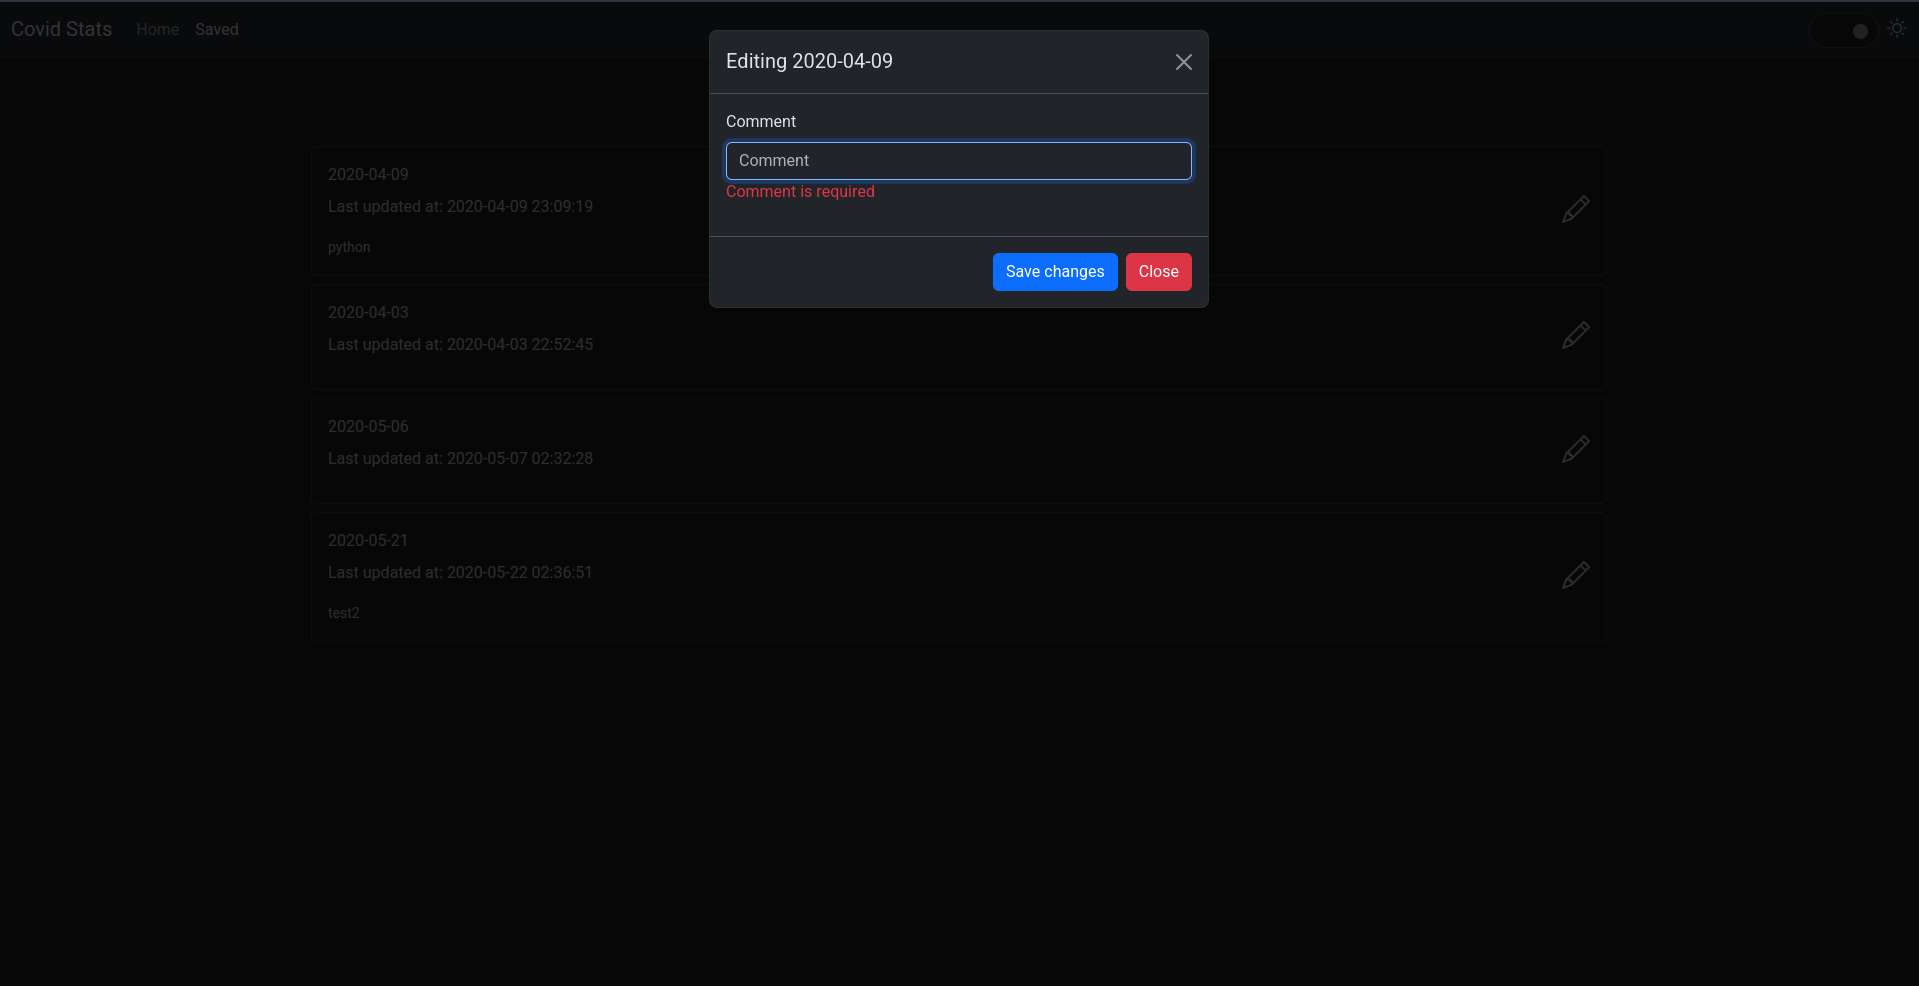 Covid Stats Home Saved
Editing 2020-04-09
Comment
Comment
Comment is required
Save changes Close
2020-04-09
Last updated at: 2020-04-09 23:09:19
python
2020-04-03
Last updated at: 2020-04-03 22:52:45
2020-05-06
Last updated at: 2020-05-07 02:32:28
2020-05-21
Last updated at: 2020-05-22 02:36:51
test2